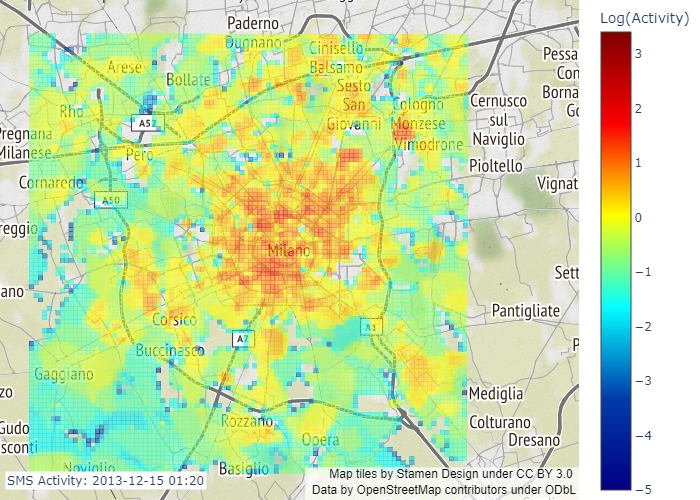 Paderno
Dugnano
Cinisello
Balsamo
Arese
Bollate
Sesto
San
Giovanni
Cologno
Monzese
Vimodrone
Rho
A52
Pero
Pregnana
Milanese
Cornaredo
A50
reggio
ano
Milano
Corsico
Buccinasco
A7
A1
Gaggiano
zo
Gudo
sconti
Noviglio
Rozzano
Opera
Basiglio
Pessa
Con
Borna
Go
Cernusco
sul
Naviglio
Pioltello
Vignat
Sett
Pantigliate
P
Mediglia
Colturano
Dresano
SMS Activity: 2013-12-15 01:20
Map tiles by Stamen Design under CC BY 3.0
Data by OpenStreetMap contributors under ODbL
Log(Activity)
3
2
1
0
−1
−2
−3
−4
−5